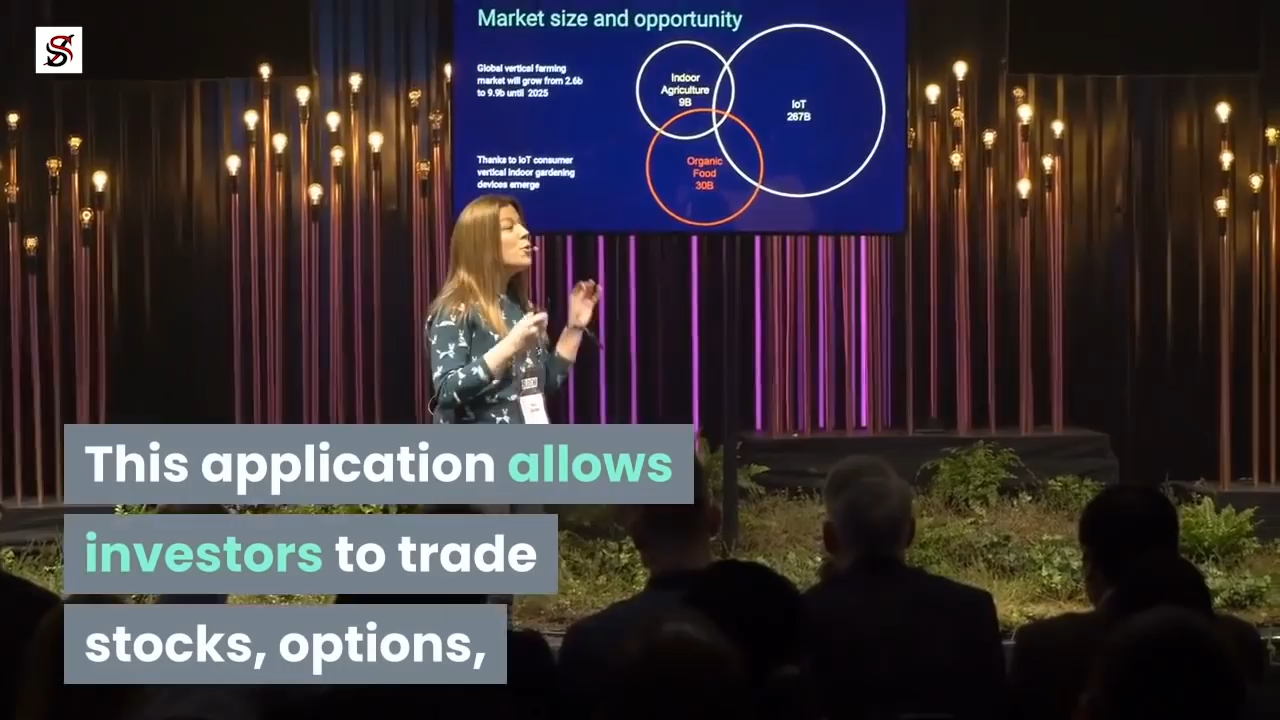 Market size and opportunity
Global vertical farming
market will grow from 2.6b
to 9.9b until 2025
Indoor
Agriculture
9B
IoT
267B
Thanks to IoT consumer
vertical indoor gardening
devices emerge
Organic
Food
30B
This application allows
investors to trade
stocks, options,